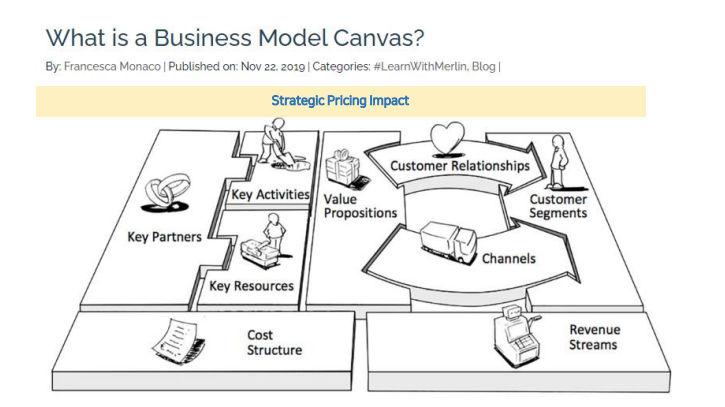 What is a Business Model Canvas?
By: Francesca Monaco | Published on: Nov 22, 2019 | Categories: #LearnWithMerlin, Blog |
Strategic Pricing Impact
Key Partners
Key Activities
Key Resources
Value
Propositions
Customer Relationships
Channels
Customer
Segments
Cost
Structure
Revenue
Streams